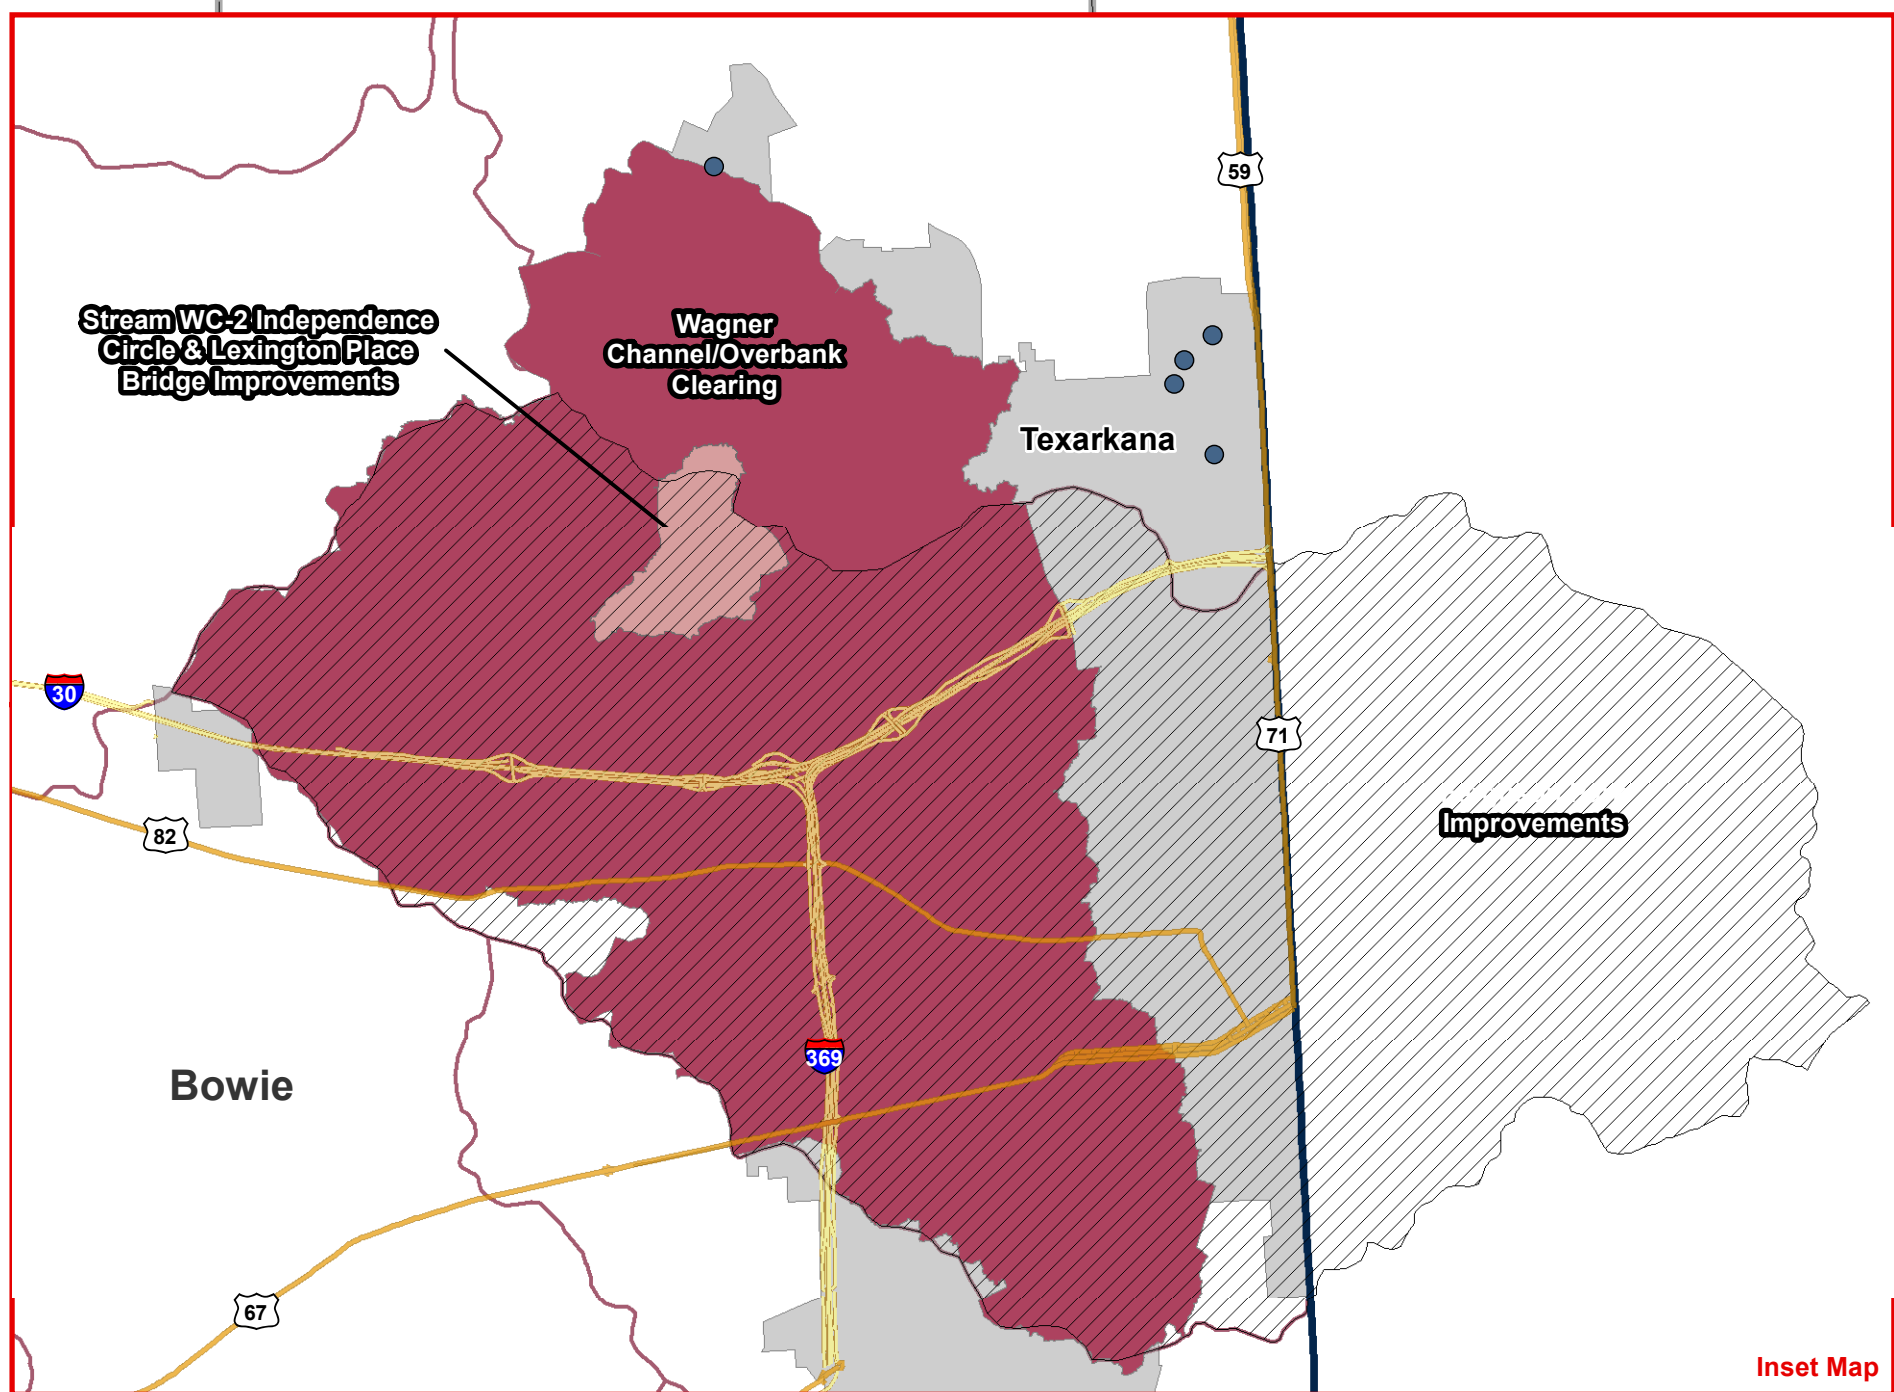 59
Stream WC-2 Independence
Circle & Lexington Place
Bridge Improvements
Wagner
Channel/Overbank
Clearing
Texarkana
30
71
82
Improvements
369
Bowie
67
Inset Map